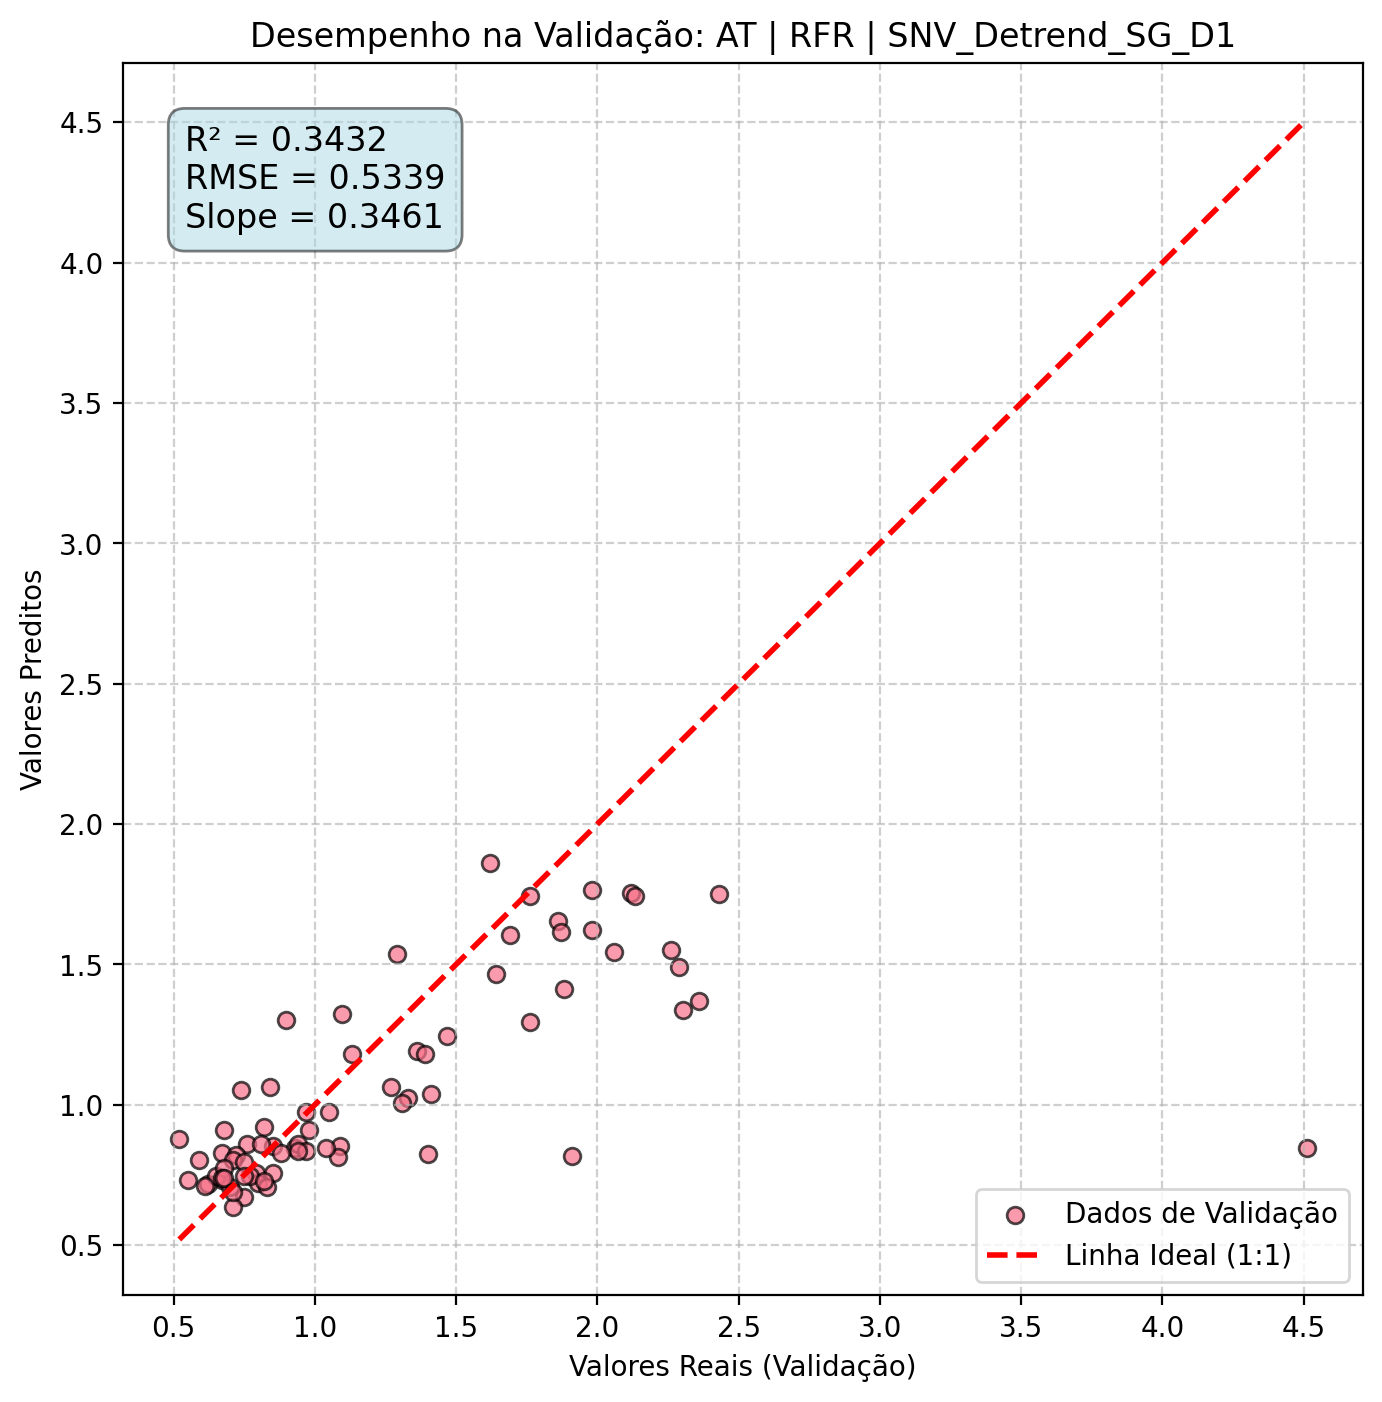 Desempenho na Validação: AT | RFR | SNV_Detrend_SG_D1
R² = 0.3432
RMSE = 0.5339
Slope = 0.3461
Valores Preditos
4.5
4.0
3.5
3.0
2.5
2.0
1.5
1.0
0.5
Dados de Validação
Linha Ideal (1:1)
0.5 1.0 1.5 2.0 2.5 3.0 3.5 4.0 4.5
Valores Reais (Validação)